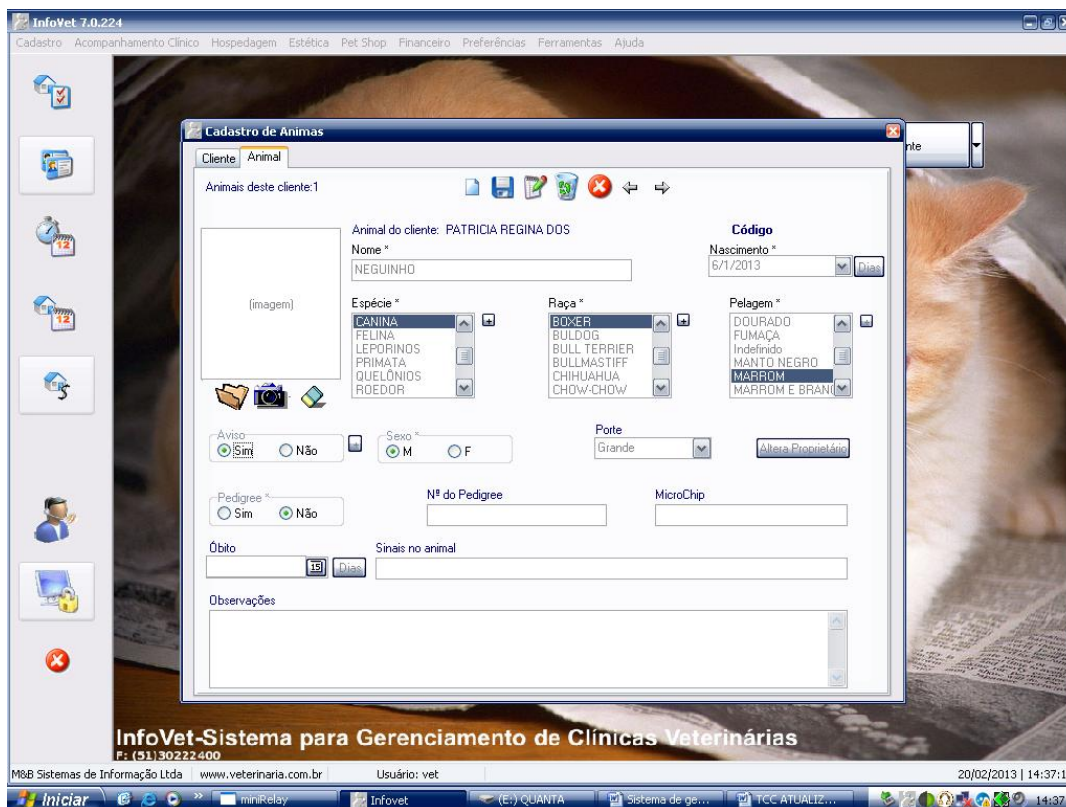 InfoVet 7.0.224
Cadastro Acompanhamento Clínico Hospedagem Estética Pet Shop Financeiro Preferências Ferramentas Ajuda
Cadastro de Animas
nte
Cliente Animal
Animais deste cliente:1
Animal do cliente: PATRICIA REGINA DOS
Código
Nome *
Nascimento *
NEGUINHO
6/1/2013 Dias
(imagem)
Espécie * Raça * Pelagem *
CANINA BOXER DOURADO
FELINA BULDOG FUMAÇA
LEPORINOS BULL TERRIER Indefinido
PRIMATA BULLMASTIFF MANTO NEGRO
QUELÔNIOS CHIHUAHUA MARROM
ROEDOR CHOW-CHOW MARROM E BRAN
Aviso Sexo * Porte
Sim Não M F Grande Altera Proprietário
Pedigree * Nª do Pedigree MicroChip
Sim Não
Óbito Sinais no animal
15 Dias
Observações
InfoVet-Sistema para Gerenciamento de Clínicas Veterinárias
F: (51)30222400
M&B Sistemas de Informação Ltda www.veterinaria.com.br Usuário: vet 20/02/2013 | 14:37:1
Iniciar » miniRelay Infovet (E:) QUANTA Sistema de ge... TCC ATUALIZ... 14:37